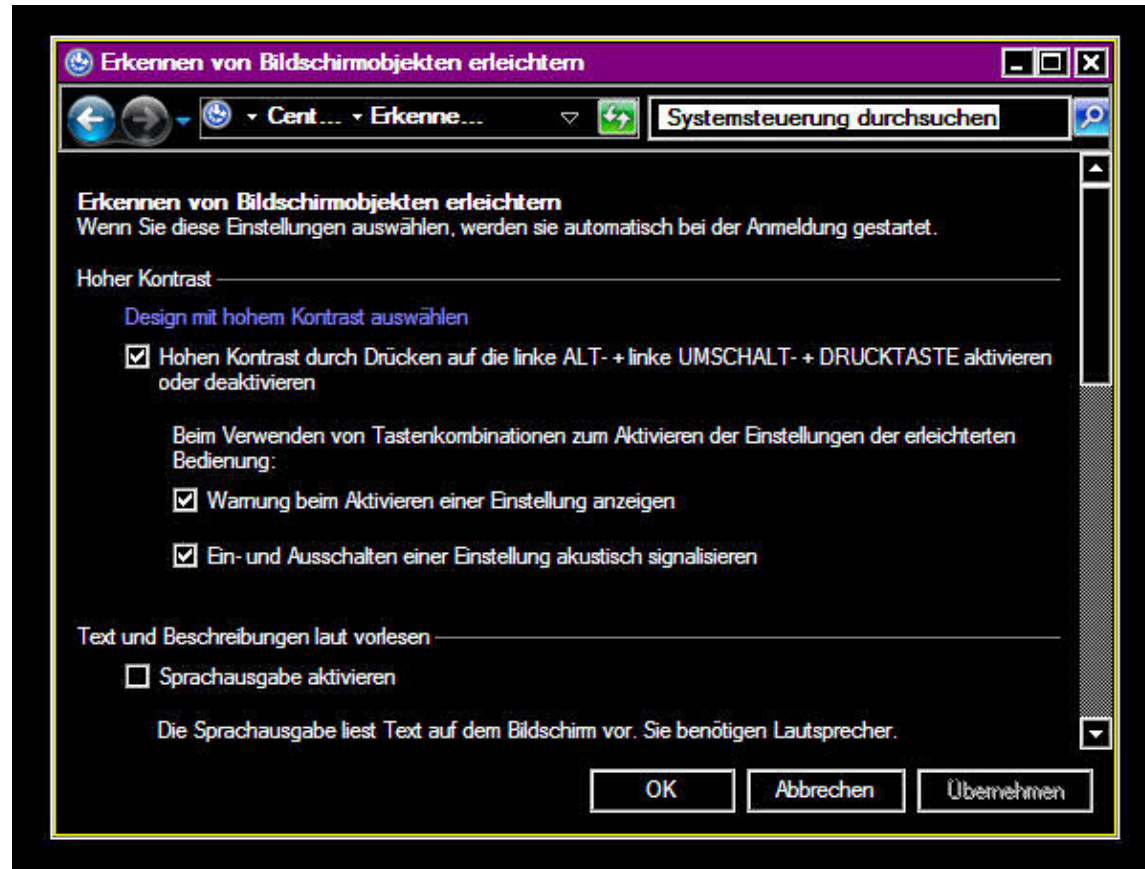 Erkennen von Bildschirmobjekten erleichtern
Cent... Erkenne...
Systemsteuerung durchsuchen
Erkennen von Bildschirmobjekten erleichtern
Wenn Sie diese Einstellungen auswählen, werden sie automatisch bei der Anmeldung gestartet.
Hoher Kontrast
Design mit hohem Kontrast auswählen
Hohen Kontrast durch Drücken auf die linke ALT- + linke UMSCHALT- + DRUCKTASTE aktivieren
oder deaktivieren
Beim Verwenden von Tastenkombinationen zum Aktivieren der Einstellungen der erleichterten
Bedienung:
Warnung beim Aktivieren einer Einstellung anzeigen
Ein- und Ausschalten einer Einstellung akustisch signalisieren
Text und Beschreibungen laut vorlesen
Sprachausgabe aktivieren
Die Sprachausgabe liest Text auf dem Bildschirm vor. Sie benötigen Lautsprecher.
OK
Abbrechen
Übernehmen